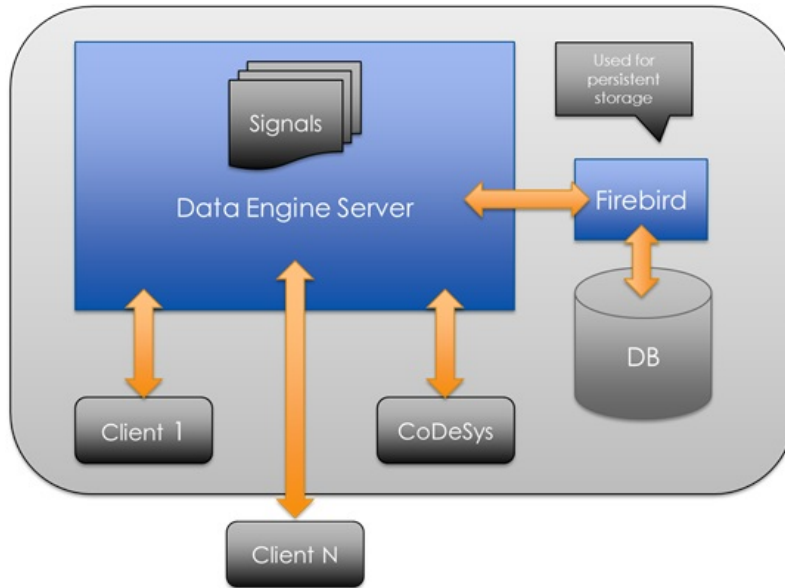 Signals
Data Engine Server
Used for
persistent
storage
Firebird
DB
Client 1
CoDeSys
Client N